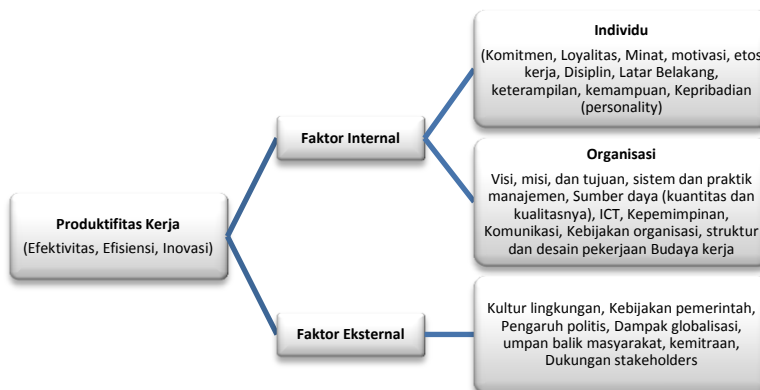 Individu
(Komitmen, Loyalitas, Minat, motivasi, etos
kerja, Disiplin, Latar Belakang,
keterampilan, kemampuan, Kepribadian
(personality)
Faktor Internal
Organisasi
Visi, misi, dan tujuan, sistem dan praktik
manajemen, Sumber daya (kuantitas dan
kualitasnya), ICT, Kepemimpinan,
Komunikasi, Kebijakan organisasi, struktur
dan desain pekerjaan Budaya kerja
Produktifitas Kerja
(Efektivitas, Efisiensi, Inovasi)
Faktor Eksternal
Kultur lingkungan, Kebijakan pemerintah,
Pengaruh politis, Dampak globalisasi,
umpan balik masyarakat, kemitraan,
Dukungan stakeholders